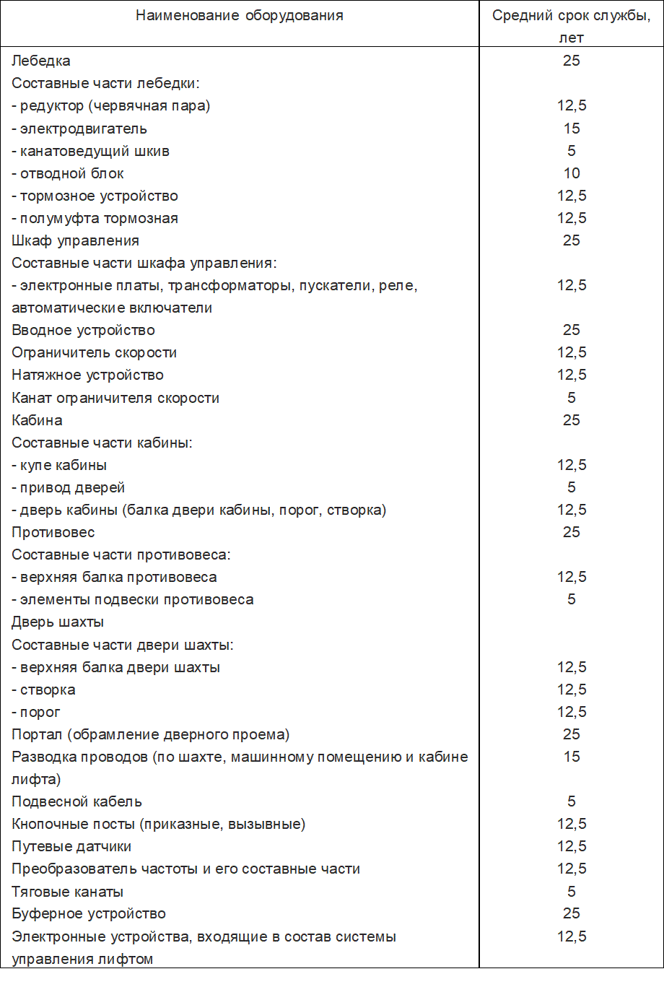 Наименование оборудования Средний срок службы,
лет
Лебедка 25
Составные части лебедки:
- редуктор (червячная пара) 12,5
- электродвигатель 15
- канатоведущий шкив 5
- отводной блок 10
- тормозное устройство 12,5
- полумуфта тормозная 12,5
Шкаф управления 25
Составные части шкафа управления:
- электронные платы, трансформаторы, пускатели, реле, 12,5
автоматические включатели
Вводное устройство 25
Ограничитель скорости 12,5
Натяжное устройство 12,5
Канат ограничителя скорости 5
Кабина 25
Составные части кабины:
- купе кабины 12,5
- привод дверей 5
- дверь кабины (балка двери кабины, порог, створка) 12,5
Противовес 25
Составные части противовеса:
- верхняя балка противовеса 12,5
- элементы подвески противовеса 5
Дверь шахты
Составные части двери шахты:
- верхняя балка двери шахты 12,5
- створка 12,5
- порог 12,5
Портал (обрамление дверного проема) 25
Разводка проводов (по шахте, машинному помещению и кабине 15
лифта)
Подвесной кабель 5
Кнопочные посты (приказные, вызывные) 12,5
Путевые датчики 12,5
Преобразователь частоты и его составные части 12,5
Тяговые канаты 5
Буферное устройство 25
Электронные устройства, входящие в состав системы 12,5
управления лифтом